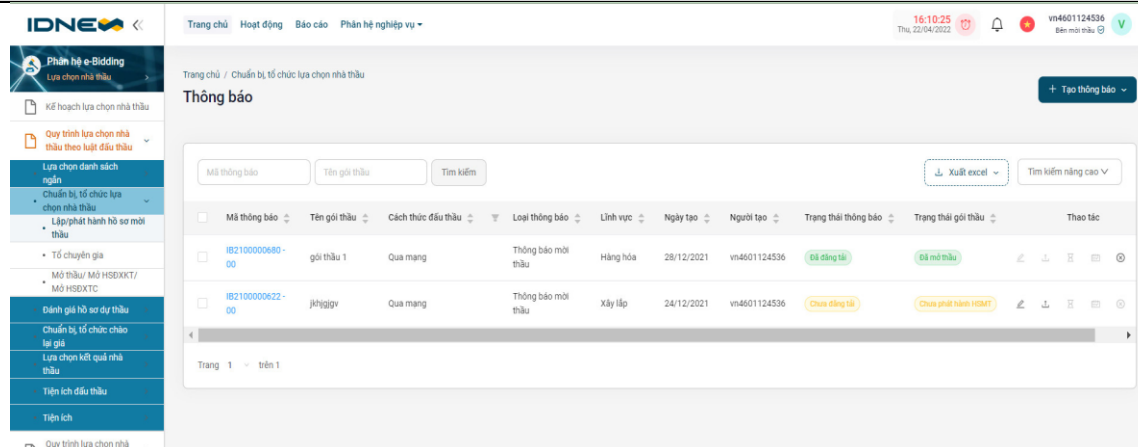 IDNES
Trang chủ Hoạt động Báo cáo Phân hệ nghiệp vụ
16:10:25
Thu, 22/04/2022
vn4601124536
Bên mời thầu
V
Phân hệ e-Bidding
Lựa chọn nhà thầu
Kế hoạch lựa chọn nhà thầu
Quy trình lựa chọn nhà
thầu theo luật đấu thầu
Lựa chọn danh sách
ngắn
Chuẩn bị, tổ chức lựa
chọn nhà thầu
Lập/phát hành hồ sơ mời
thầu
Tổ chuyên gia
Mở thầu/ Mở HSĐXKT/
Mở HSĐXTC
Đánh giá hồ sơ dự thầu
Chuẩn bị, tổ chức chào
lại giá
Lựa chọn kết quả nhà
thầu
Tiện ích đấu thầu
Tiện ích
Quy trình lựa chọn nhà
Trang chủ / Chuẩn bị, tổ chức lựa chọn nhà thầu
Thông báo
+ Tạo thông báo
Mã thông báo Tên gói thầu Tìm kiếm
Xuất excel Tìm kiếm nâng cao
Mã thông báo Tên gói thầu Cách thức đấu thầu Loại thông báo Lĩnh vực Ngày tạo Người tạo Trạng thái thông báo Trạng thái gói thầu Thao tác
IB2100000680 -
00
gói thầu 1 Qua mạng
Thông báo mời
thầu
Hàng hóa 28/12/2021 vn4601124536 Đã đăng tải Đã mở thầu
IB2100000622 -
00
jkhjgjgv Qua mạng
Thông báo mời
thầu
Xây lắp 24/12/2021 vn4601124536 Chưa đăng tải Chưa phát hành HSMT
Trang 1 trên 1